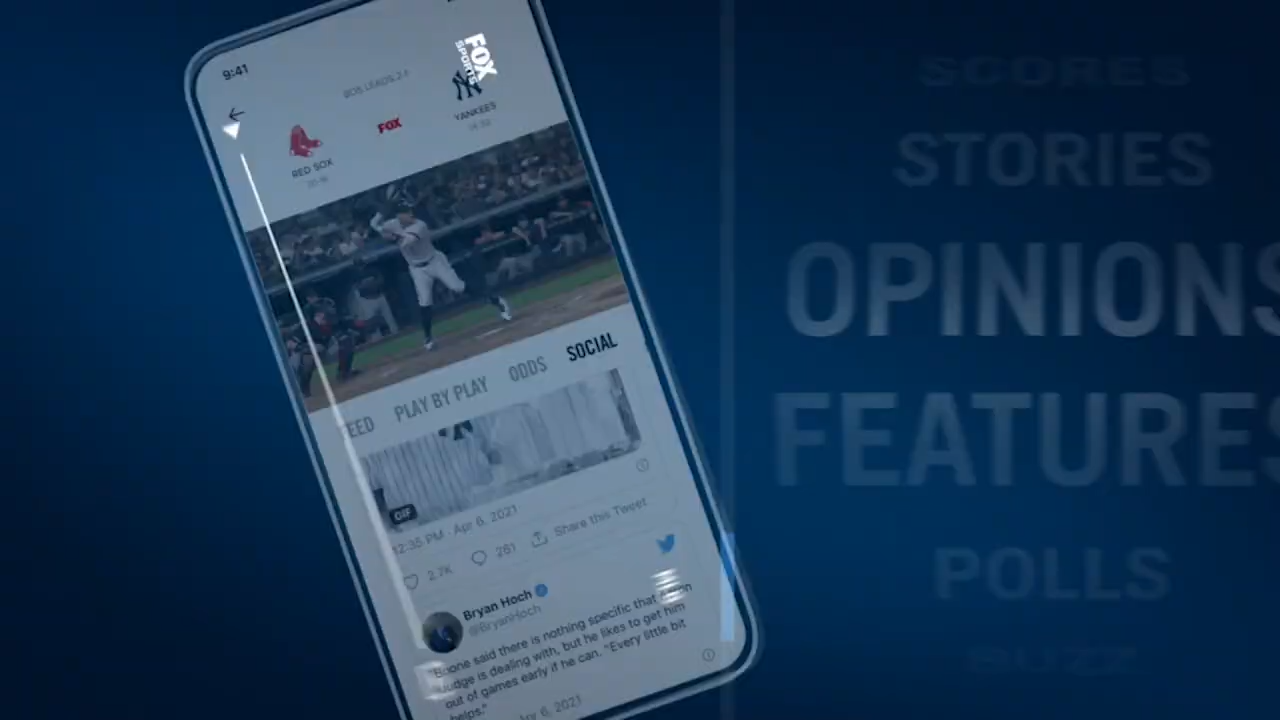 9:41
FOX
SPORTS
BOS LEADS 2-1
RED SOX
FOX
YANKEES
PLAY BY PLAY
ODDS
SOCIAL
GIF
12:35 PM · Apr 6, 2021
2.7K
261
Share this Tweet
Bryan Hoch
@BryanHoch
"Boone said there is nothing specific that
Judge is dealing with, but he likes to get him
out of games early if he can. "Every little bit
helps."
6, 2021
SCORES
STORIES
OPINIONS
FEATURES
POLLS
BUZZ